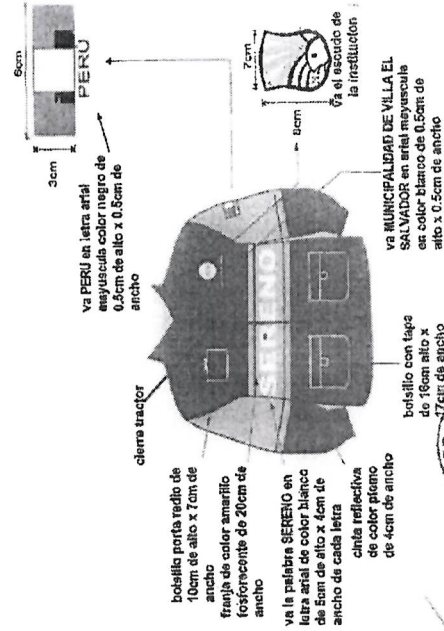 6cm
3cm
PERU
va PERU en letra arial
mayuscula color negro de
0.5cm de alto x 0.5cm de
ancho
7cm
8cm
va el escudo de
la institucion
cierre tractor
bolsillo porta radio de
10cm de alto x 7cm de
ancho
franja de color amarillo
fosforescente de 20cm de
ancho
va la palabra SERENO en
letra arial de color blanco
de 5cm de alto x 4cm de
ancho de cada letra
cinta reflectiva
de color plomo
de 4cm de ancho
SERENO
bolsillo con tapa
de 16cm alto x
17cm de ancho
va MUNICIPALIDAD DE VILLA EL
SALVADOR en arial mayuscula
en color blanco de 0.5cm de
alto x 0.5cm de ancho